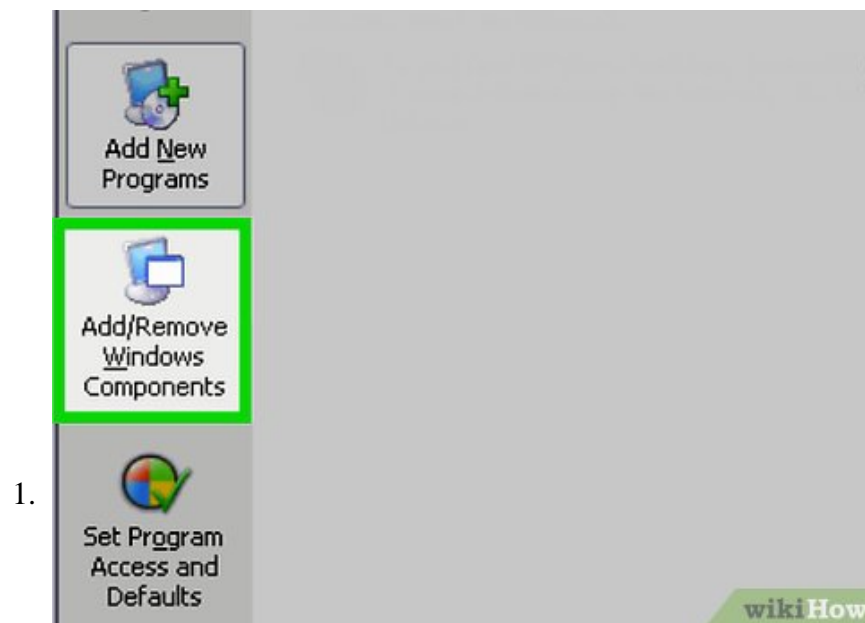 Add New
Programs
Add/Remove
Windows
Components
1.
Set Program
Access and
Defaults
wikiHow